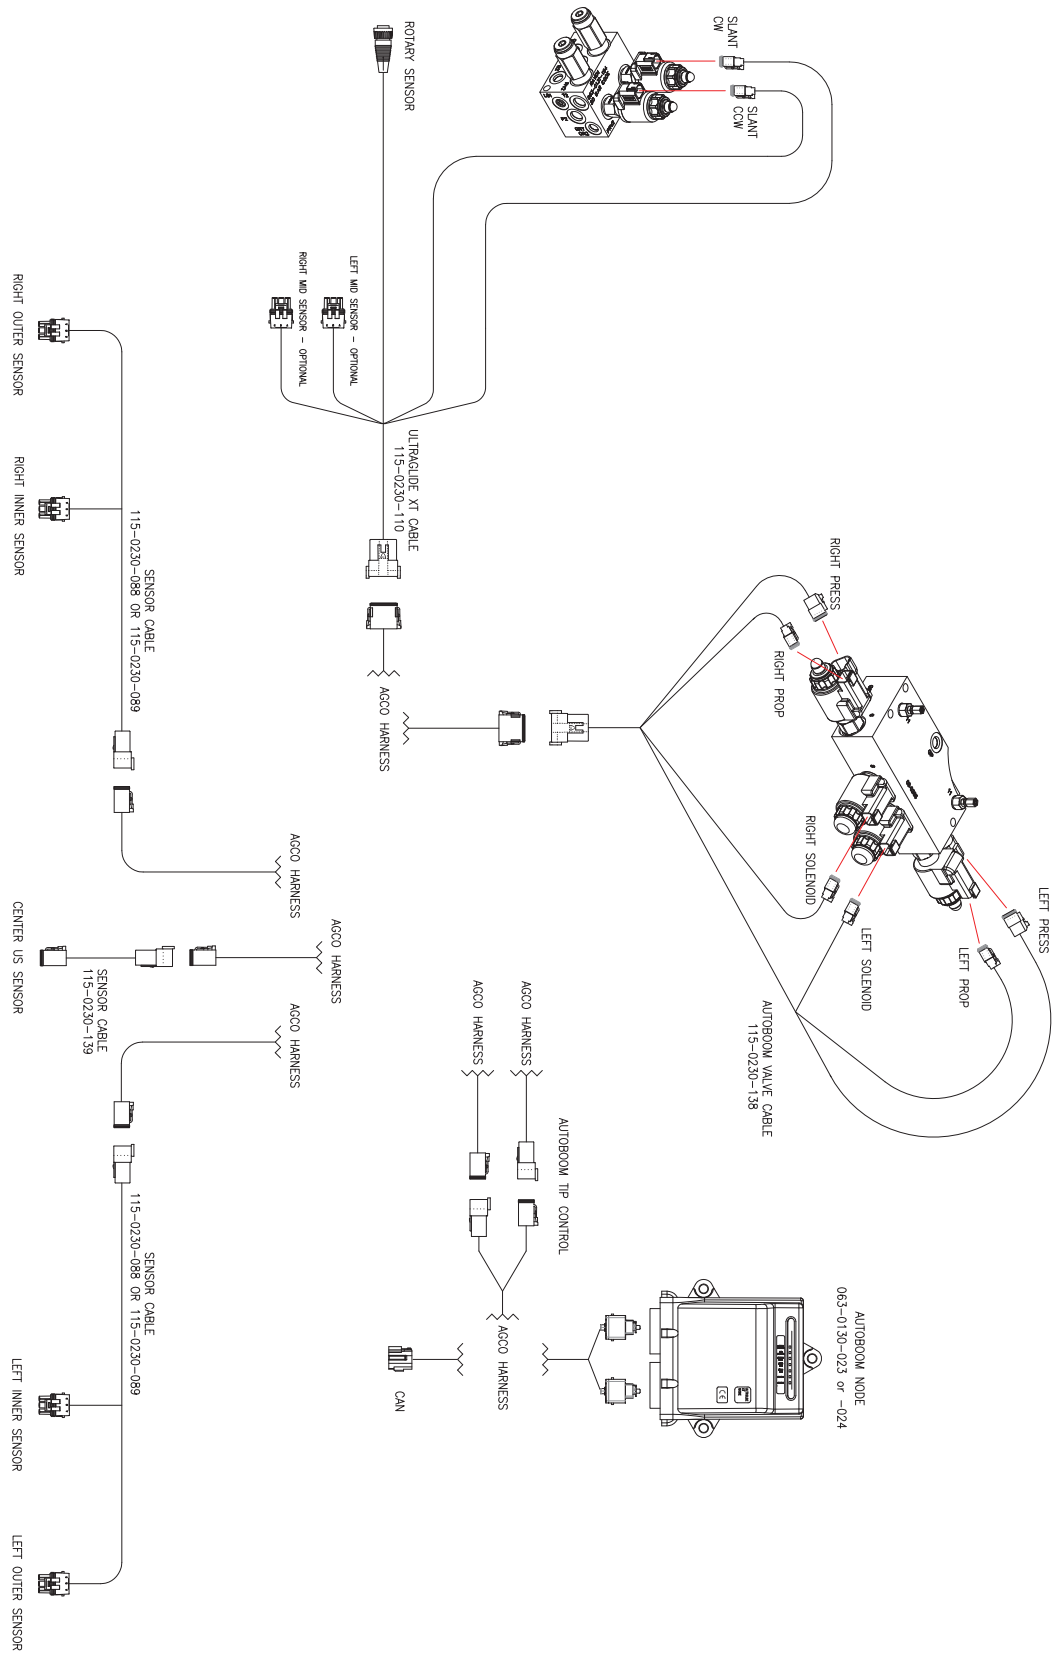 SLANT
CW
SLANT
CCW
ROTARY SENSOR
LEFT MID SENSOR - OPTIONAL
RIGHT MID SENSOR - OPTIONAL
ULTRAGLIDE XT CABLE
115-0230-110
AGCO HARNESS
RIGHT PRESS
RIGHT PROP
RIGHT SOLENOID
LEFT SOLENOID
LEFT PROP
LEFT PRESS
AUTOBOOM VALVE CABLE
115-0230-138
RIGHT OUTER SENSOR
RIGHT INNER SENSOR
SENSOR CABLE
115-0230-088 OR 115-0230-089
AGCO HARNESS
AGCO HARNESS
CENTER US SENSOR
SENSOR CABLE
115-0230-139
AGCO HARNESS
AGCO HARNESS
AGCO HARNESS
AUTOBOOM TIP CONTROL
AGCO HARNESS
CAN
AUTOBOOM NODE
063-0130-023 or -024
CE
SENSOR CABLE
115-0230-088 OR 115-0230-089
LEFT INNER SENSOR
LEFT OUTER SENSOR